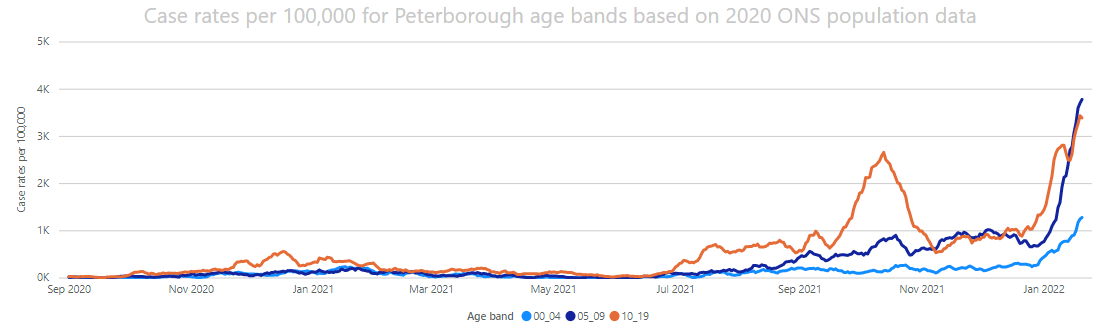 Case rates per 100,000 for Peterborough age bands based on 2020 ONS population data
5K
4K
3K
2K
1K
0K
Case rates per 100,000
Sep 2020 Nov 2020 Jan 2021 Mar 2021 May 2021 Jul 2021 Sep 2021 Nov 2021 Jan 2022
Age band 00_04 05_09 10_19